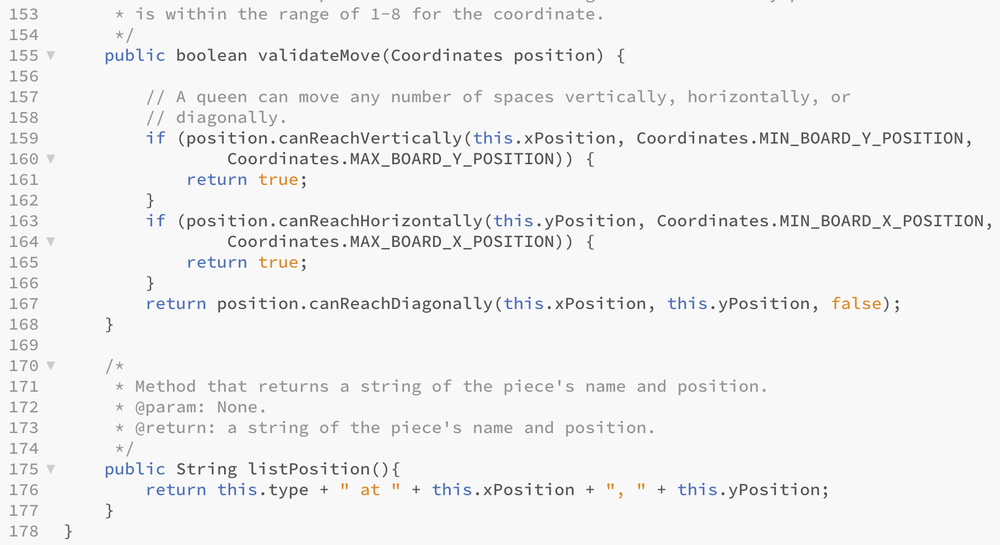 153 * is within the range of 1-8 for the coordinate.
154 */
155 public boolean validateMove(Coordinates position) {
156
157 // A queen can move any number of spaces vertically, horizontally, or
158 // diagonally.
159 if (position.canReachVertically(this.xPosition, Coordinates.MIN_BOARD_Y_POSITION,
160 Coordinates.MAX_BOARD_Y_POSITION)) {
161 return true;
162 }
163 if (position.canReachHorizontally(this.yPosition, Coordinates.MIN_BOARD_X_POSITION,
164 Coordinates.MAX_BOARD_X_POSITION)) {
165 return true;
166 }
167 return position.canReachDiagonally(this.xPosition, this.yPosition, false);
168 }
169
170 /*
171 * Method that returns a string of the piece's name and position.
172 * @param: None.
173 * @return: a string of the piece's name and position.
174 */
175 public String listPosition(){
176 return this.type + " at " + this.xPosition + ", " + this.yPosition;
177 }
178 }